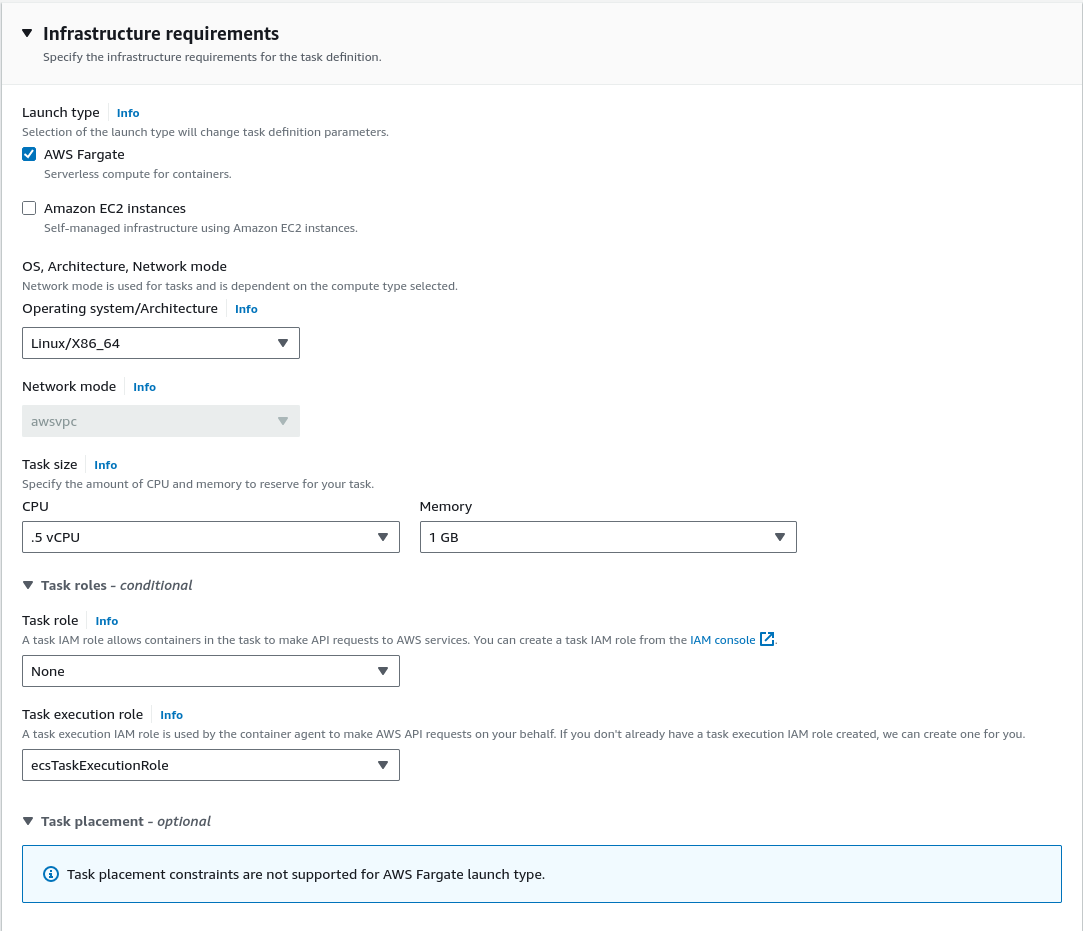 Infrastructure requirements
Specify the infrastructure requirements for the task definition.
Launch type Info
Selection of the launch type will change task definition parameters.
AWS Fargate
Serverless compute for containers.
Amazon EC2 instances
Self-managed infrastructure using Amazon EC2 instances.
OS, Architecture, Network mode
Network mode is used for tasks and is dependent on the compute type selected.
Operating system/Architecture Info
Linux/X86_64
Network mode Info
awsvpc
Task size Info
Specify the amount of CPU and memory to reserve for your task.
CPU Memory
.5 vCPU 1 GB
Task roles - conditional
Task role Info
A task IAM role allows containers in the task to make API requests to AWS services. You can create a task IAM role from the IAM console.
None
Task execution role Info
A task execution IAM role is used by the container agent to make AWS API requests on your behalf. If you don't already have a task execution IAM role created, we can create one for you.
ecsTaskExecutionRole
Task placement - optional
Task placement constraints are not supported for AWS Fargate launch type.